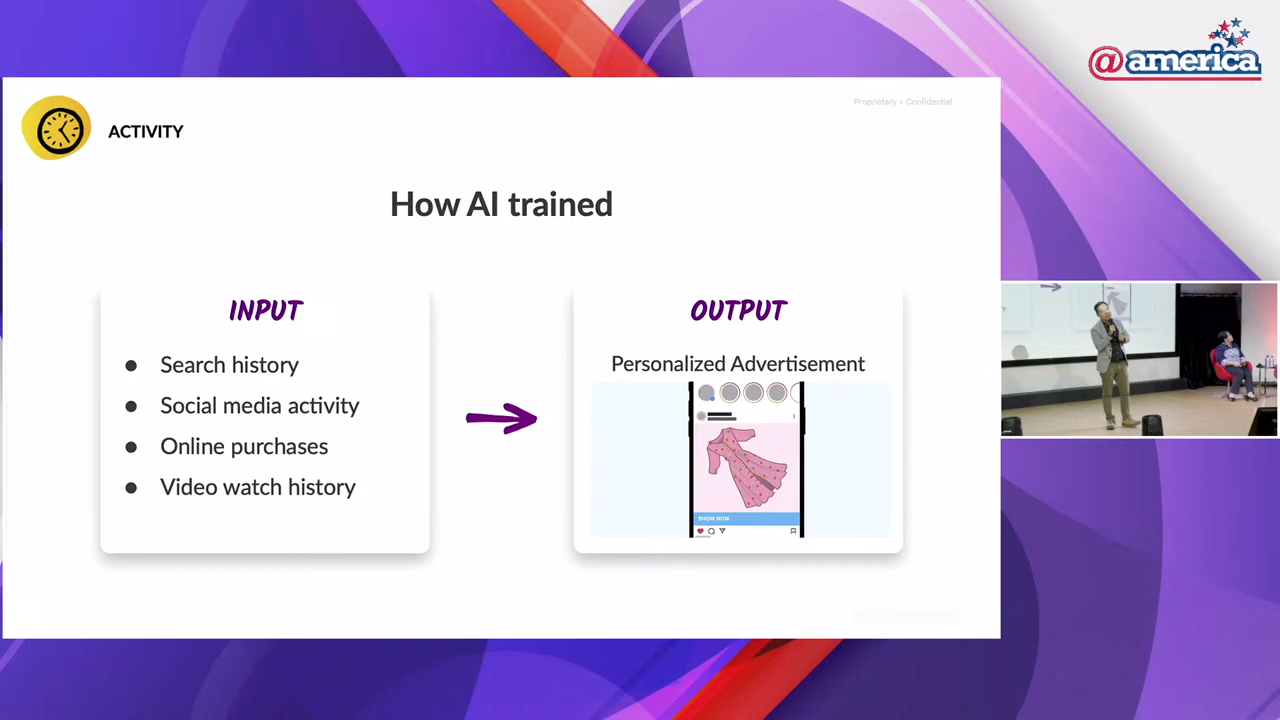 @america
Proprietary + Confidential
ACTIVITY
How AI trained
INPUT
● Search history
● Social media activity
● Online purchases
● Video watch history
OUTPUT
Personalized Advertisement
SHOW NOW